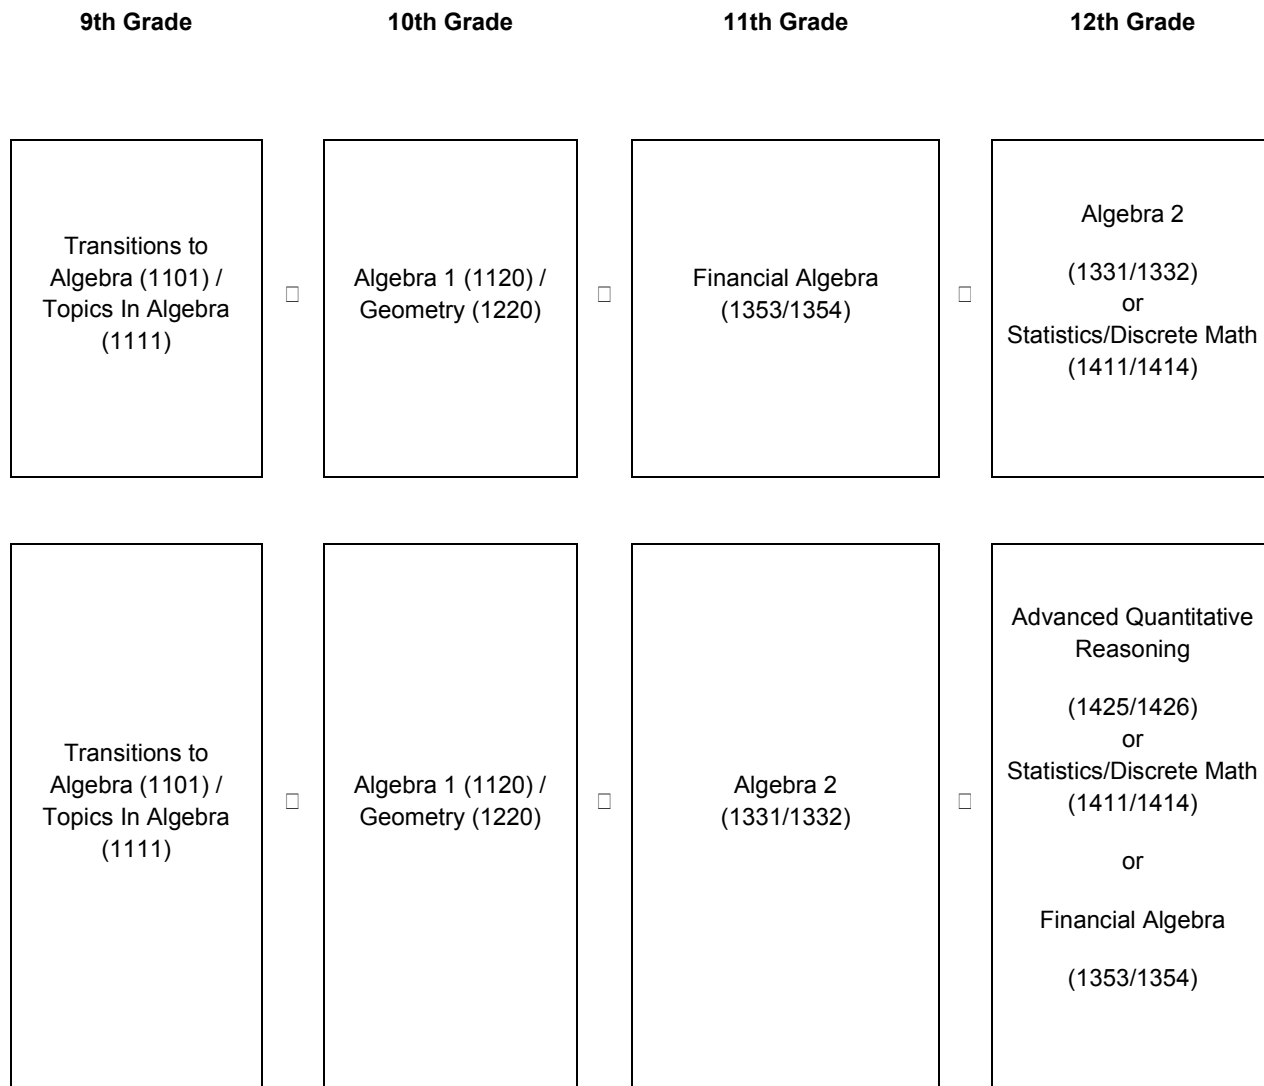 9th Grade
10th Grade
11th Grade
12th Grade
Transitions to
Algebra (1101) /
Topics In Algebra
(1111)
Algebra 1 (1120) /
Geometry (1220)
Financial Algebra
(1353/1354)
Algebra 2
(1331/1332)
or
Statistics/Discrete Math
(1411/1414)
Transitions to
Algebra (1101) /
Topics In Algebra
(1111)
Algebra 1 (1120) /
Geometry (1220)
Algebra 2
(1331/1332)
Advanced Quantitative
Reasoning
(1425/1426)
or
Statistics/Discrete Math
(1411/1414)
or
Financial Algebra
(1353/1354)